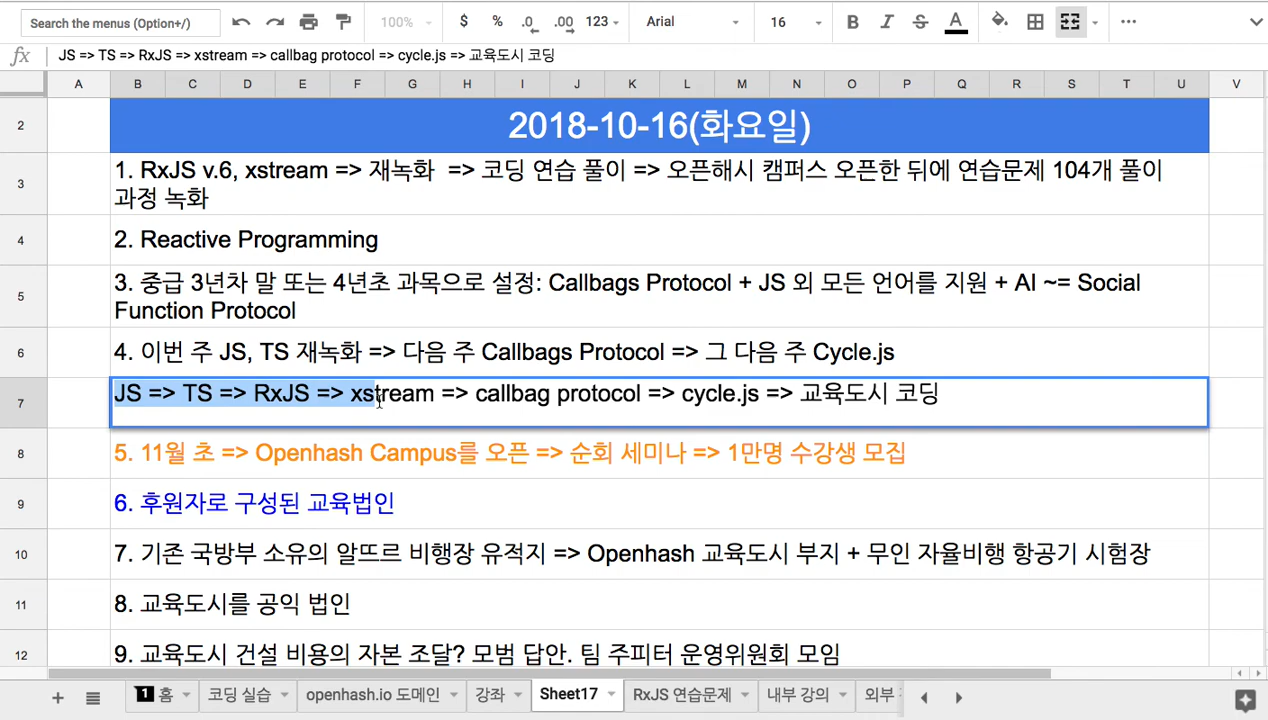 Search the menus (Option+/)
100%
$ % .0 .00 123
Arial
16
B I S A
fx JS => TS => RxJS => xstream => callbag protocol => cycle.js => 교육도시 코딩
A B C D E F G H I J K L M N O P Q R S T U V
2 2018-10-16(화요일)
3 1. RxJS v.6, xstream => 재녹화 => 코딩 연습 풀이 => 오픈해시 캠퍼스 오픈한 뒤에 연습문제 104개 풀이
과정 녹화
4 2. Reactive Programming
5 3. 중급 3년차 말 또는 4년초 과목으로 설정: Callbags Protocol + JS 외 모든 언어를 지원 + AI ~= Social
Function Protocol
6 4. 이번 주 JS, TS 재녹화 => 다음 주 Callbags Protocol => 그 다음 주 Cycle.js
7 JS => TS => RxJS => xstream => callbag protocol => cycle.js => 교육도시 코딩
8 5. 11월 초 => Openhash Campus를 오픈 => 순회 세미나 => 1만명 수강생 모집
9 6. 후원자로 구성된 교육법인
10 7. 기존 국방부 소유의 알뜨르 비행장 유적지 => Openhash 교육도시 부지 + 무인 자율비행 항공기 시험장
11 8. 교육도시를 공익 법인
12 9. 교육도시 건설 비용의 자본 조달? 모범 답안. 팀 주피터 운영위원회 모임
1 홈 코딩 실습 openhash.io 도메인 강좌 Sheet17 RxJS 연습문제 내부 강의 외부